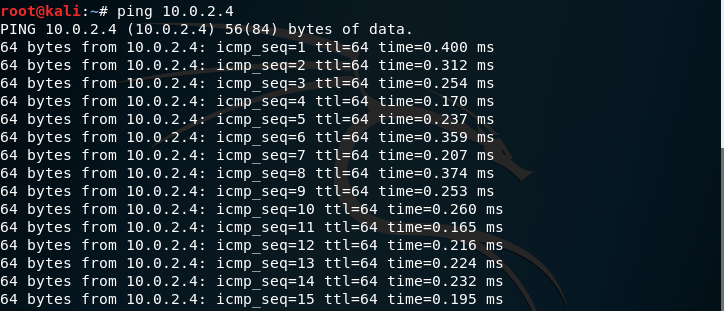 root@kali:~# ping 10.0.2.4
PING 10.0.2.4 (10.0.2.4) 56(84) bytes of data.
64 bytes from 10.0.2.4: icmp_seq=1 ttl=64 time=0.400 ms
64 bytes from 10.0.2.4: icmp_seq=2 ttl=64 time=0.312 ms
64 bytes from 10.0.2.4: icmp_seq=3 ttl=64 time=0.254 ms
64 bytes from 10.0.2.4: icmp_seq=4 ttl=64 time=0.170 ms
64 bytes from 10.0.2.4: icmp_seq=5 ttl=64 time=0.237 ms
64 bytes from 10.0.2.4: icmp_seq=6 ttl=64 time=0.359 ms
64 bytes from 10.0.2.4: icmp_seq=7 ttl=64 time=0.207 ms
64 bytes from 10.0.2.4: icmp_seq=8 ttl=64 time=0.374 ms
64 bytes from 10.0.2.4: icmp_seq=9 ttl=64 time=0.253 ms
64 bytes from 10.0.2.4: icmp_seq=10 ttl=64 time=0.260 ms
64 bytes from 10.0.2.4: icmp_seq=11 ttl=64 time=0.165 ms
64 bytes from 10.0.2.4: icmp_seq=12 ttl=64 time=0.216 ms
64 bytes from 10.0.2.4: icmp_seq=13 ttl=64 time=0.224 ms
64 bytes from 10.0.2.4: icmp_seq=14 ttl=64 time=0.232 ms
64 bytes from 10.0.2.4: icmp_seq=15 ttl=64 time=0.195 ms